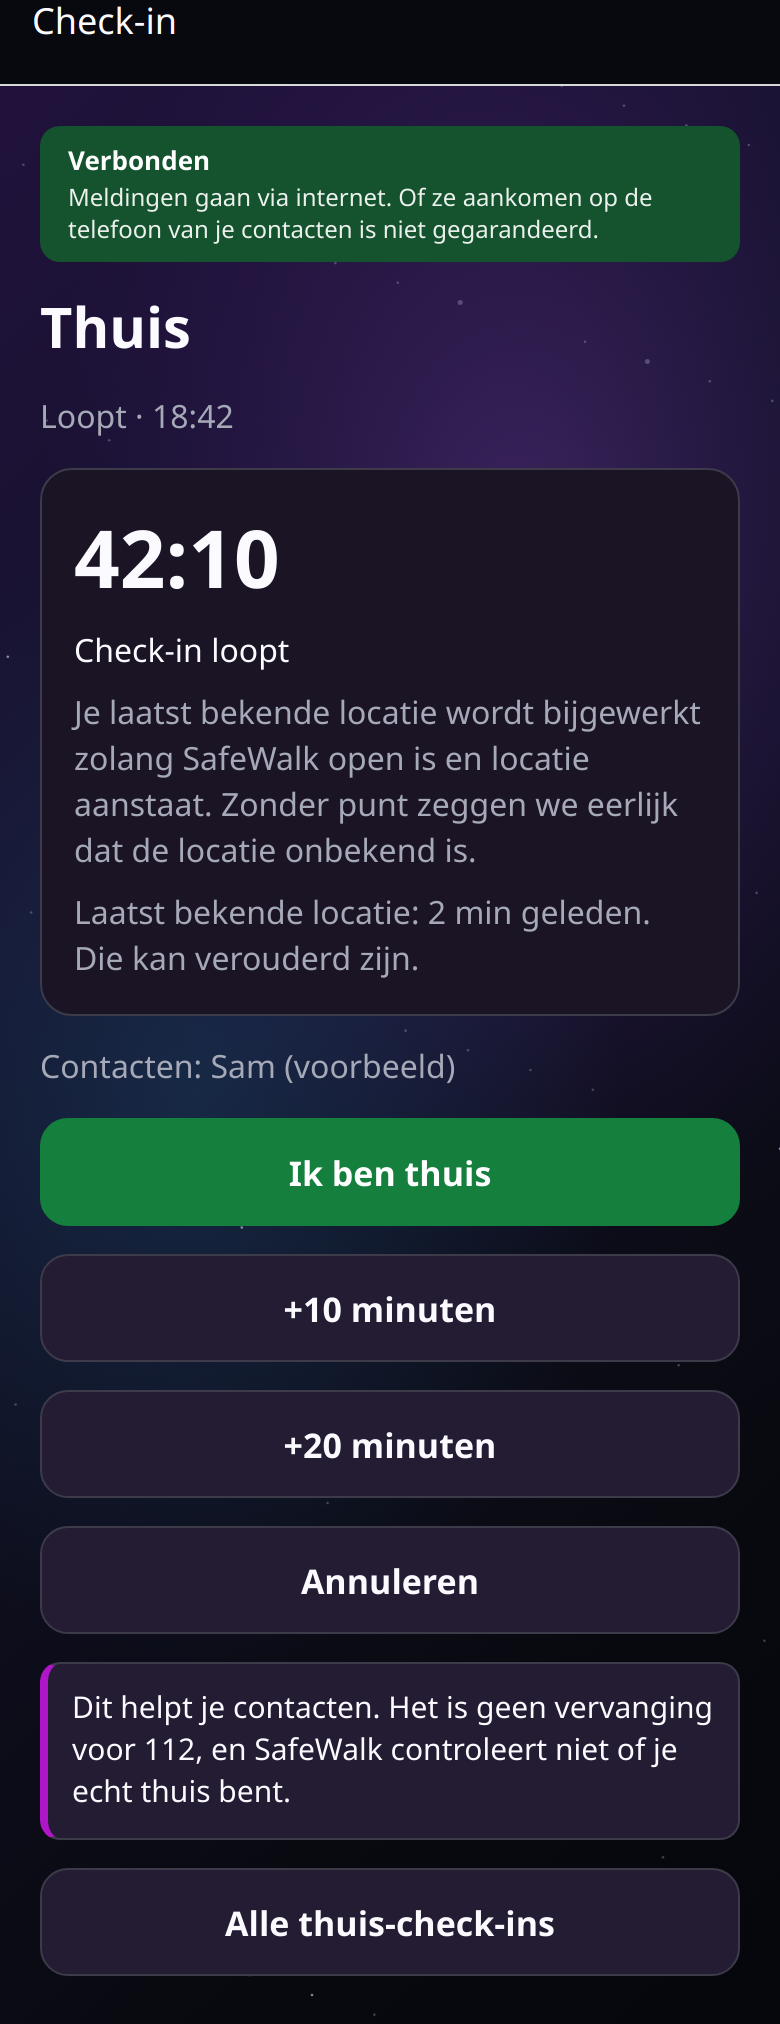 Check-in
Verbonden
Meldingen gaan via internet. Of ze aankomen op de
telefoon van je contacten is niet gegarandeerd.
Thuis
Loopt · 18:42
42:10
Check-in loopt
Je laatst bekende locatie wordt bijgewerkt
zolang SafeWalk open is en locatie
aanstaat. Zonder punt zeggen we eerlijk
dat de locatie onbekend is.
Laatst bekende locatie: 2 min geleden.
Die kan verouderd zijn.
Contacten: Sam (voorbeeld)
Ik ben thuis
+10 minuten
+20 minuten
Annuleren
Dit helpt je contacten. Het is geen vervanging
voor 112, en SafeWalk controleert niet of je
echt thuis bent.
Alle thuis-check-ins